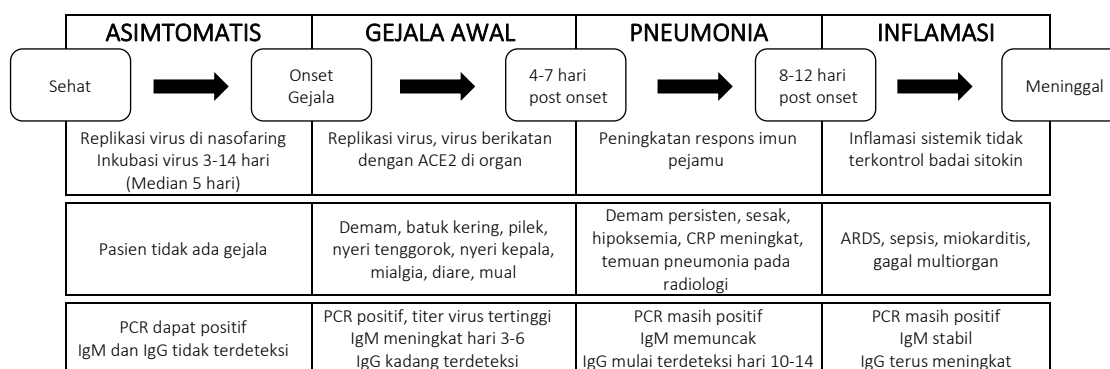 ASIMTOMATIS
GEJALA AWAL
PNEUMONIA
INFLAMASI
Sehat
Onset
Gejala
4-7 hari
post onset
8-12 hari
post onset
Meninggal
Replikasi virus di nasofaring
Inkubasi virus 3-14 hari
(Median 5 hari)
Replikasi virus, virus berikatan
dengan ACE2 di organ
Peningkatan respons imun
pejamu
Inflamasi sistemik tidak
terkontrol badai sitokin
Pasien tidak ada gejala
Demam, batuk kering, pilek,
nyeri tenggorok, nyeri kepala,
mialgia, diare, mual
Demam persisten, sesak,
hipoksemia, CRP meningkat,
temuan pneumonia pada
radiologi
ARDS, sepsis, miokarditis,
gagal multiorgan
PCR dapat positif
IgM dan IgG tidak terdeteksi
PCR positif, titer virus tertinggi
IgM meningkat hari 3-6
IgG kadang terdeteksi
PCR masih positif
IgM memuncak
IgG mulai terdeteksi hari 10-14
PCR masih positif
IgM stabil
IgG terus meningkat